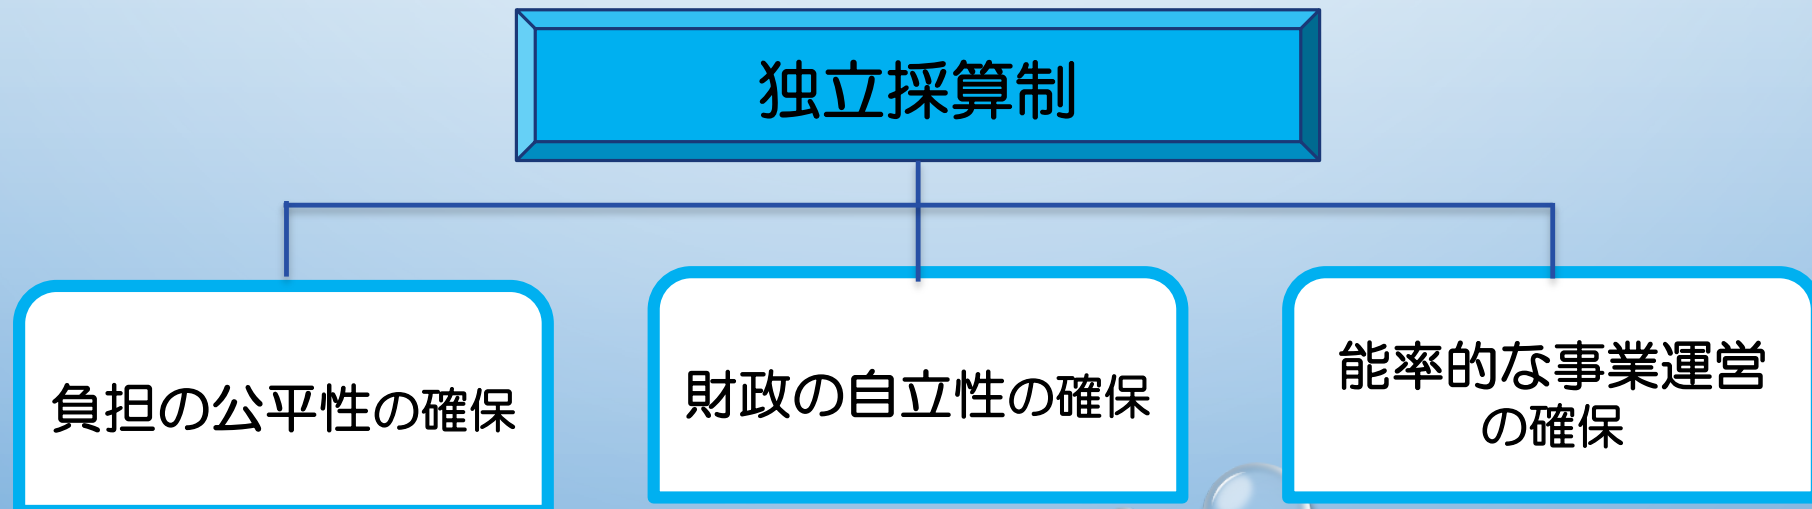 独立採算制
負担の公平性の確保
財政の自立性の確保
能率的な事業運営
の確保